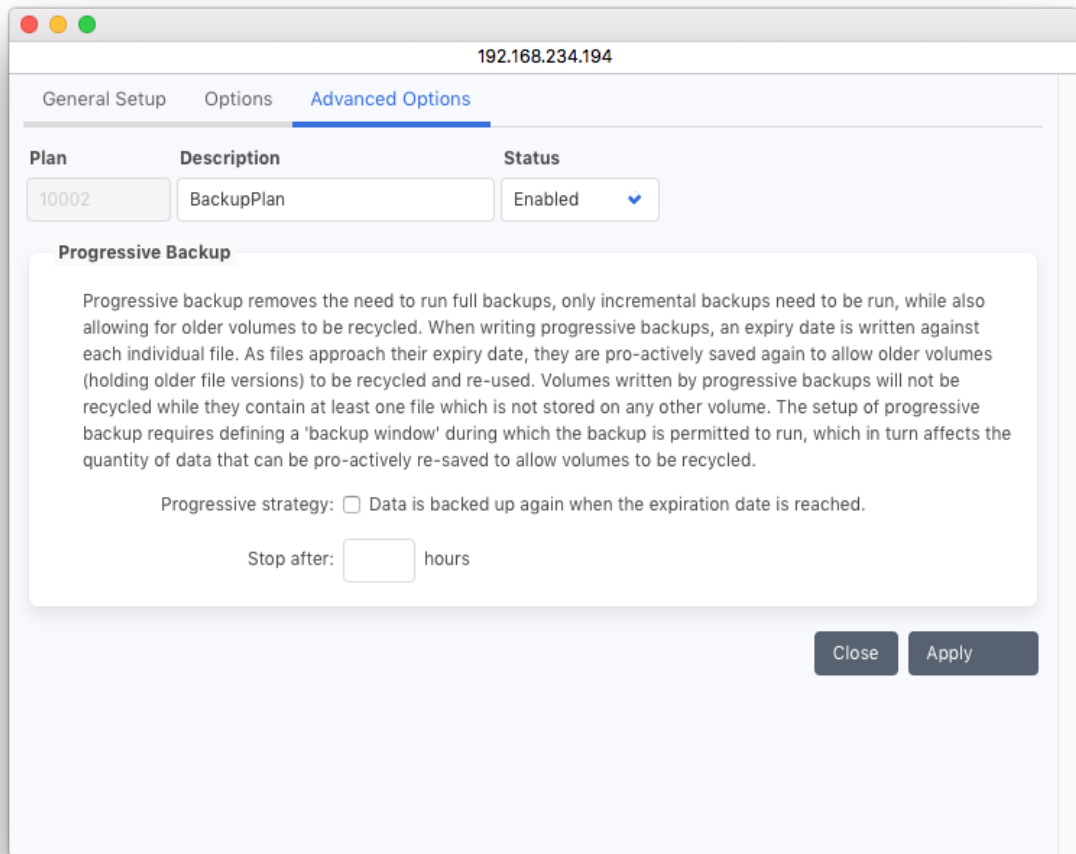 192.168.234.194
General Setup Options Advanced Options
Plan Description Status
10002 BackupPlan Enabled
Progressive Backup
Progressive backup removes the need to run full backups, only incremental backups need to be run, while also
allowing for older volumes to be recycled. When writing progressive backups, an expiry date is written against
each individual file. As files approach their expiry date, they are pro-actively saved again to allow older volumes
(holding older file versions) to be recycled and re-used. Volumes written by progressive backups will not be
recycled while they contain at least one file which is not stored on any other volume. The setup of progressive
backup requires defining a 'backup window' during which the backup is permitted to run, which in turn affects the
quantity of data that can be pro-actively re-saved to allow volumes to be recycled.
Progressive strategy: Data is backed up again when the expiration date is reached.
Stop after: hours
Close Apply